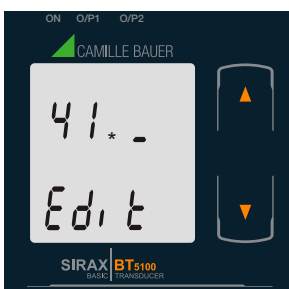 ON O/P1 O/P2
CAMILLE BAUER
41.* _
Edit
SIRAX BT5100
BASIC TRANSDUCER